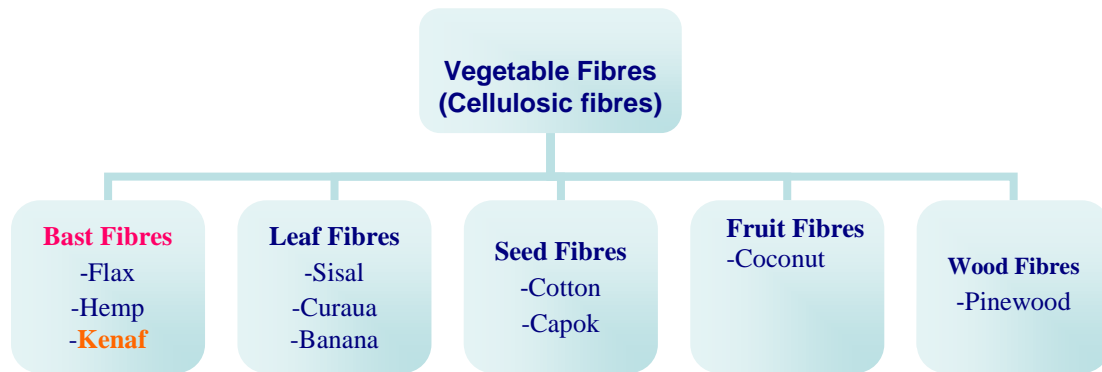 Vegetable Fibres
(Cellulosic fibres)
Bast Fibres
-Flax
-Hemp
-Kenaf
Leaf Fibres
-Sisal
-Curaua
-Banana
Seed Fibres
-Cotton
-Capok
Fruit Fibres
-Coconut
Wood Fibres
-Pinewood